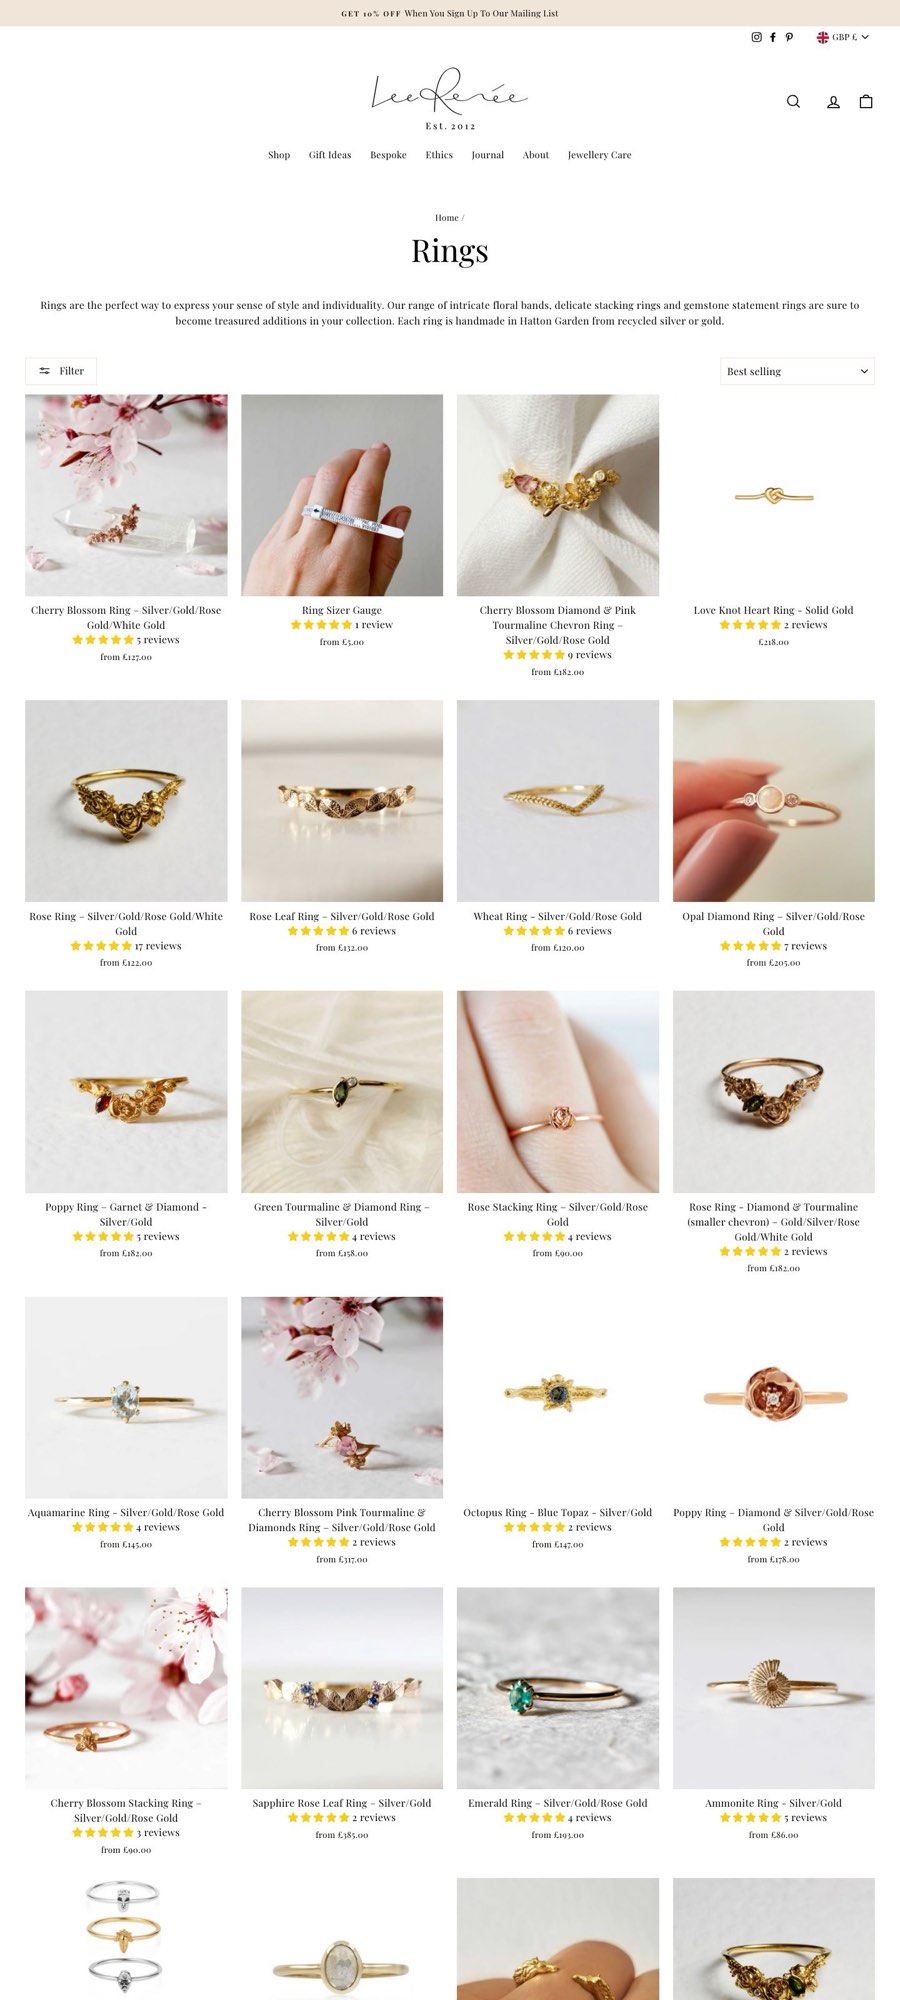 GET 10% OFF When You Sign Up To Our Mailing List
GBP £
LeeRenée
Est. 2012
Shop Gift Ideas Bespoke Ethics Journal About Jewellery Care
Home /
Rings
Rings are the perfect way to express your sense of style and individuality. Our range of intricate floral bands, delicate stacking rings and gemstone statement rings are sure to
become treasured additions in your collection. Each ring is handmade in Hatton Garden from recycled silver or gold.
Filter
Best selling
Cherry Blossom Ring – Silver/Gold/Rose
Gold/White Gold
5 reviews
from £127.00
Ring Sizer Gauge
1 review
from £5.00
Cherry Blossom Diamond & Pink
Tourmaline Chevron Ring –
Silver/Gold/Rose Gold
9 reviews
from £182.00
Love Knot Heart Ring - Solid Gold
2 reviews
£218.00
Rose Ring – Silver/Gold/Rose Gold/White
Gold
17 reviews
from £122.00
Rose Leaf Ring – Silver/Gold/Rose Gold
6 reviews
from £132.00
Wheat Ring - Silver/Gold/Rose Gold
6 reviews
from £120.00
Opal Diamond Ring – Silver/Gold/Rose
Gold
7 reviews
from £205.00
Poppy Ring – Garnet & Diamond -
Silver/Gold
5 reviews
from £182.00
Green Tourmaline & Diamond Ring –
Silver/Gold
4 reviews
from £158.00
Rose Stacking Ring – Silver/Gold/Rose
Gold
4 reviews
from £90.00
Rose Ring - Diamond & Tourmaline
(smaller chevron) – Gold/Silver/Rose
Gold/White Gold
2 reviews
from £182.00
Aquamarine Ring - Silver/Gold/Rose Gold
4 reviews
from £145.00
Cherry Blossom Pink Tourmaline &
Diamonds Ring – Silver/Gold/Rose Gold
2 reviews
from £317.00
Octopus Ring - Blue Topaz - Silver/Gold
2 reviews
from £147.00
Poppy Ring – Diamond & Silver/Gold/Rose
Gold
2 reviews
from £178.00
Cherry Blossom Stacking Ring –
Silver/Gold/Rose Gold
3 reviews
from £90.00
Sapphire Rose Leaf Ring – Silver/Gold
2 reviews
from £385.00
Emerald Ring – Silver/Gold/Rose Gold
4 reviews
from £193.00
Ammonite Ring - Silver/Gold
5 reviews
from £86.00